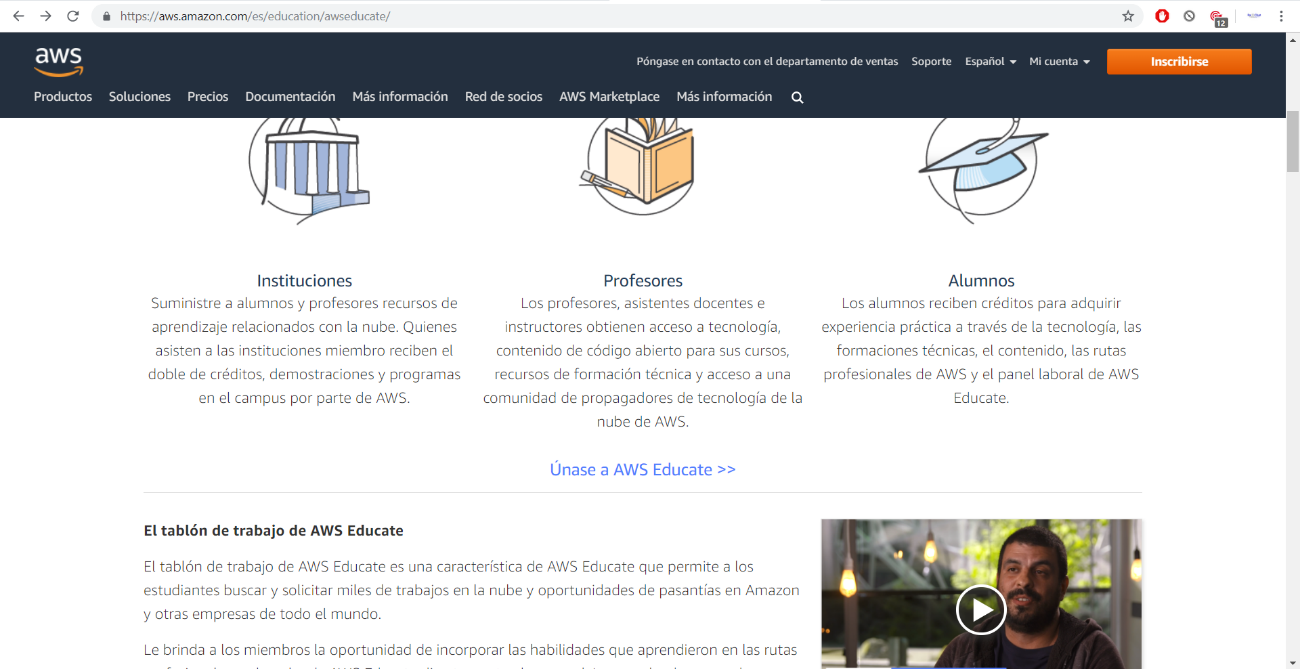 https://aws.amazon.com/es/education/awseducate/
12
aws
Póngase en contacto con el departamento de ventas Soporte Español Mi cuenta Inscribirse
Productos Soluciones Precios Documentación Más información Red de socios AWS Marketplace Más información
Instituciones
Suministre a alumnos y profesores recursos de
aprendizaje relacionados con la nube. Quienes
asisten a las instituciones miembro reciben el
doble de créditos, demostraciones y programas
en el campus por parte de AWS.
Profesores
Los profesores, asistentes docentes e
instructores obtienen acceso a tecnología,
contenido de código abierto para sus cursos,
recursos de formación técnica y acceso a una
comunidad de propagadores de tecnología de la
nube de AWS.
Alumnos
Los alumnos reciben créditos para adquirir
experiencia práctica a través de la tecnología, las
formaciones técnicas, el contenido, las rutas
profesionales de AWS y el panel laboral de AWS
Educate.
Únase a AWS Educate >>
El tablón de trabajo de AWS Educate
El tablón de trabajo de AWS Educate es una característica de AWS Educate que permite a los
estudiantes buscar y solicitar miles de trabajos en la nube y oportunidades de pasantías en Amazon
y otras empresas de todo el mundo.
Le brinda a los miembros la oportunidad de incorporar las habilidades que aprendieron en las rutas